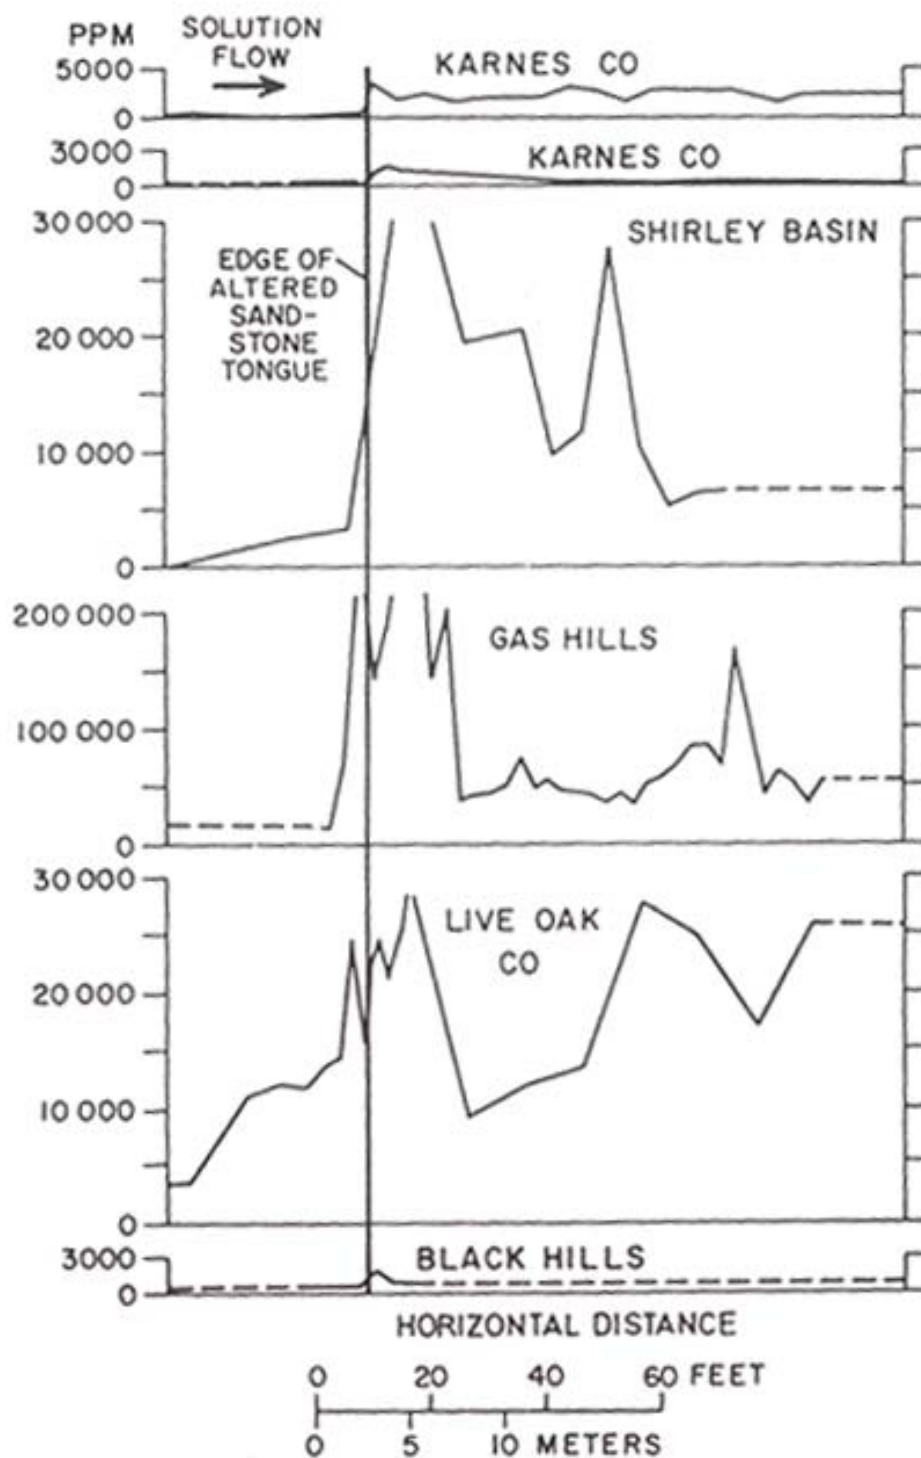 PPM
SOLUTION
FLOW
5000
0
KARNES CO
3000
0
KARNES CO
30 000
20 000
10 000
0
EDGE OF
ALTERED
SAND-
STONE
TONGUE
SHIRLEY BASIN
200 000
100 000
0
GAS HILLS
30 000
20 000
10 000
0
LIVE OAK
CO
3000
0
BLACK HILLS
HORIZONTAL DISTANCE
0 20 40 60 FEET
0 5 10 METERS